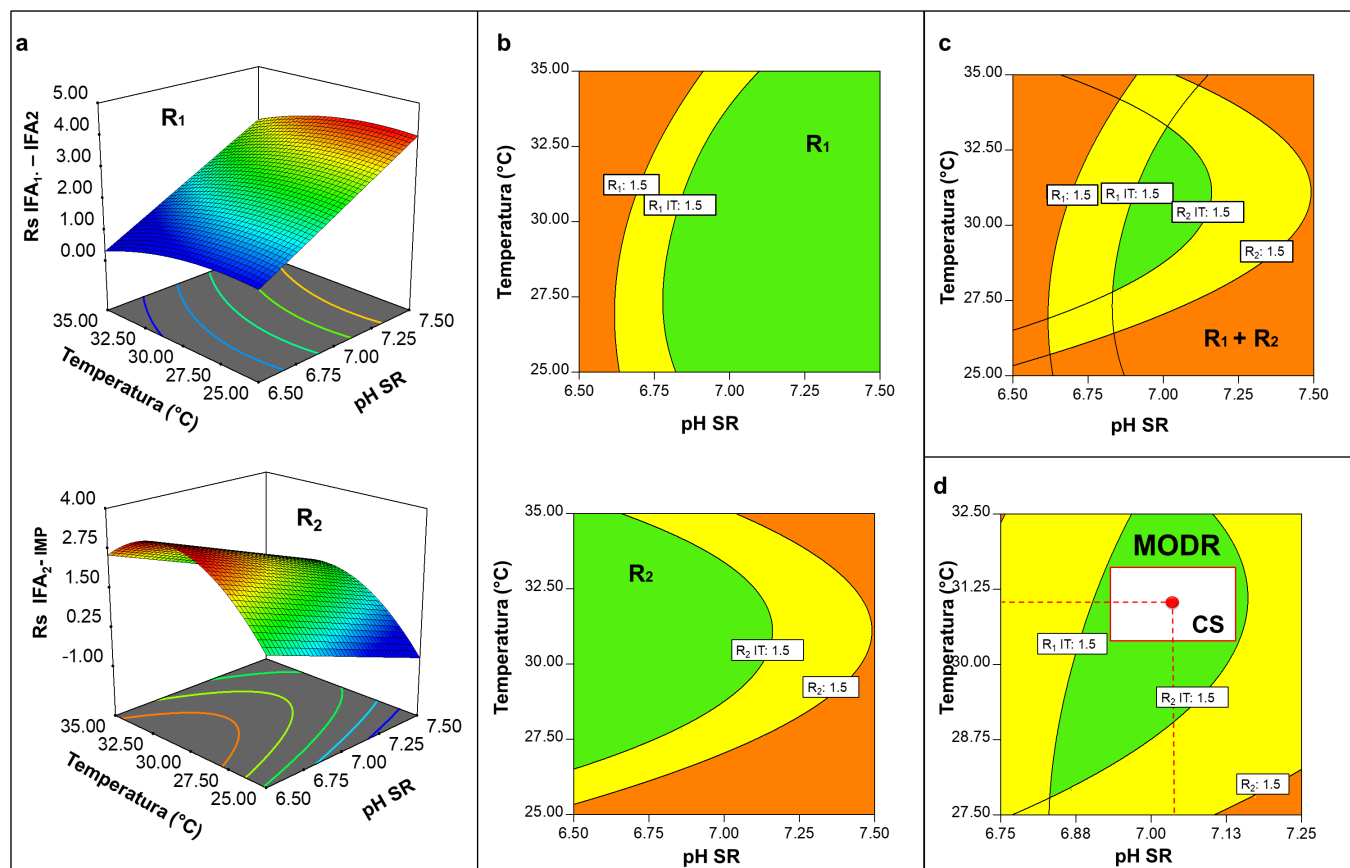 a
R1
Rs IFA1. – IFA2
5.00
4.00
3.00
2.00
1.00
0.00
35.00
32.50
30.00
27.50
25.00
Temperatura (°C)
6.50
6.75
7.00
7.25
7.50
pH SR
R2
Rs IFA2- IMP
4.00
2.75
1.50
0.25
-1.00
35.00
32.50
30.00
27.50
25.00
Temperatura (°C)
6.50
6.75
7.00
7.25
7.50
pH SR
b
Temperatura (°C)
35.00
32.50
30.00
27.50
25.00
R1
R1: 1.5
R1 IT: 1.5
6.50 6.75 7.00 7.25 7.50
pH SR
Temperatura (°C)
35.00
32.50
30.00
27.50
25.00
R2
R2 IT: 1.5
R2: 1.5
6.50 6.75 7.00 7.25 7.50
pH SR
c
Temperatura (°C)
35.00
32.50
30.00
27.50
25.00
R1: 1.5
R1 IT: 1.5
R2 IT: 1.5
R2: 1.5
R1 + R2
6.50 6.75 7.00 7.25 7.50
pH SR
d
Temperatura (°C)
32.50
31.25
30.00
28.75
27.50
MODR
CS
R1 IT: 1.5
R2 IT: 1.5
R2: 1.5
6.75 6.88 7.00 7.13 7.25
pH SR